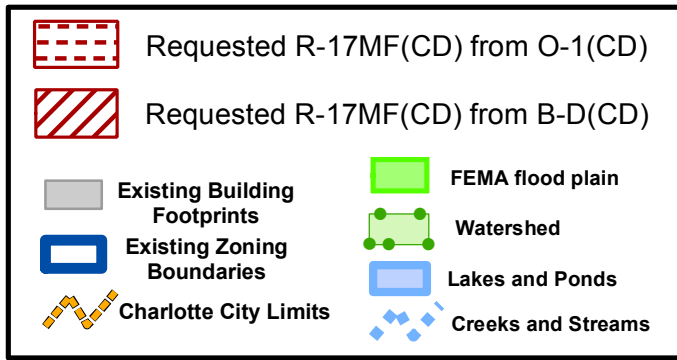 Requested R-17MF(CD) from O-1(CD)
Requested R-17MF(CD) from B-D(CD)
Existing Building
Footprints
Existing Zoning
Boundaries
Charlotte City Limits
FEMA flood plain
Watershed
Lakes and Ponds
Creeks and Streams